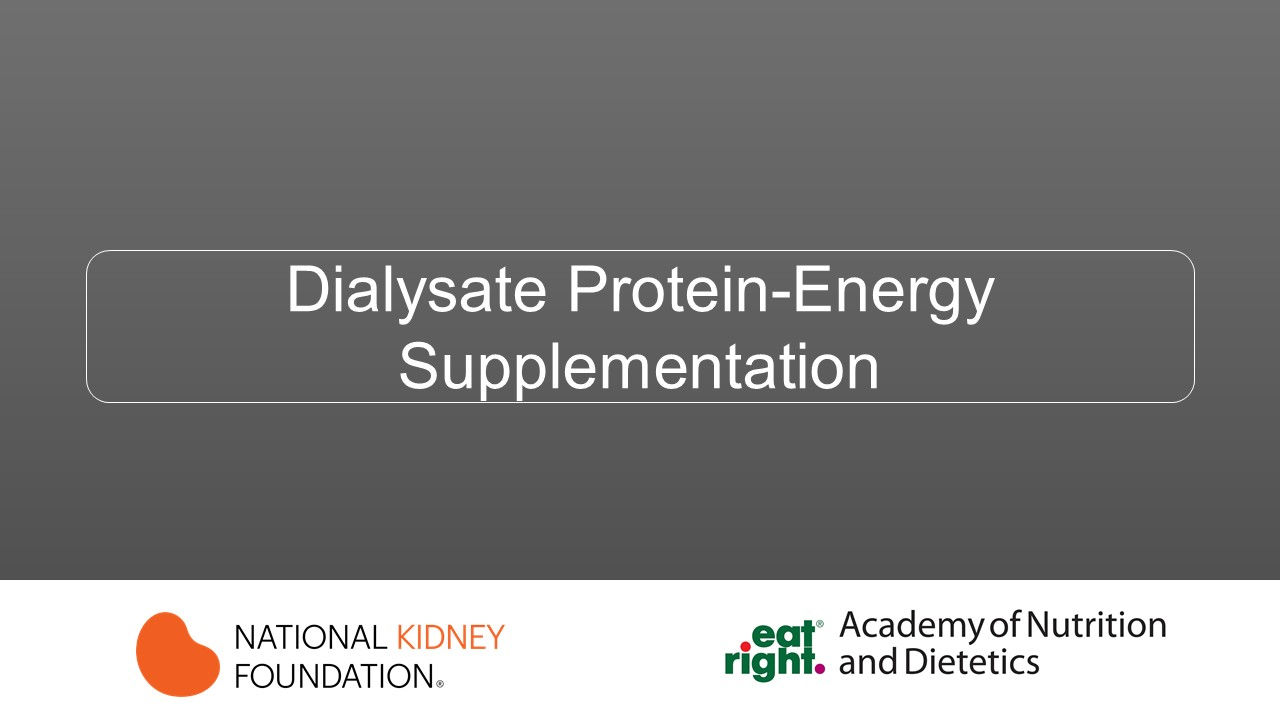 Dialysate Protein-Energy
Supplementation
NATIONAL KIDNEY
FOUNDATION®
eat®
right.
Academy of Nutrition
and Dietetics